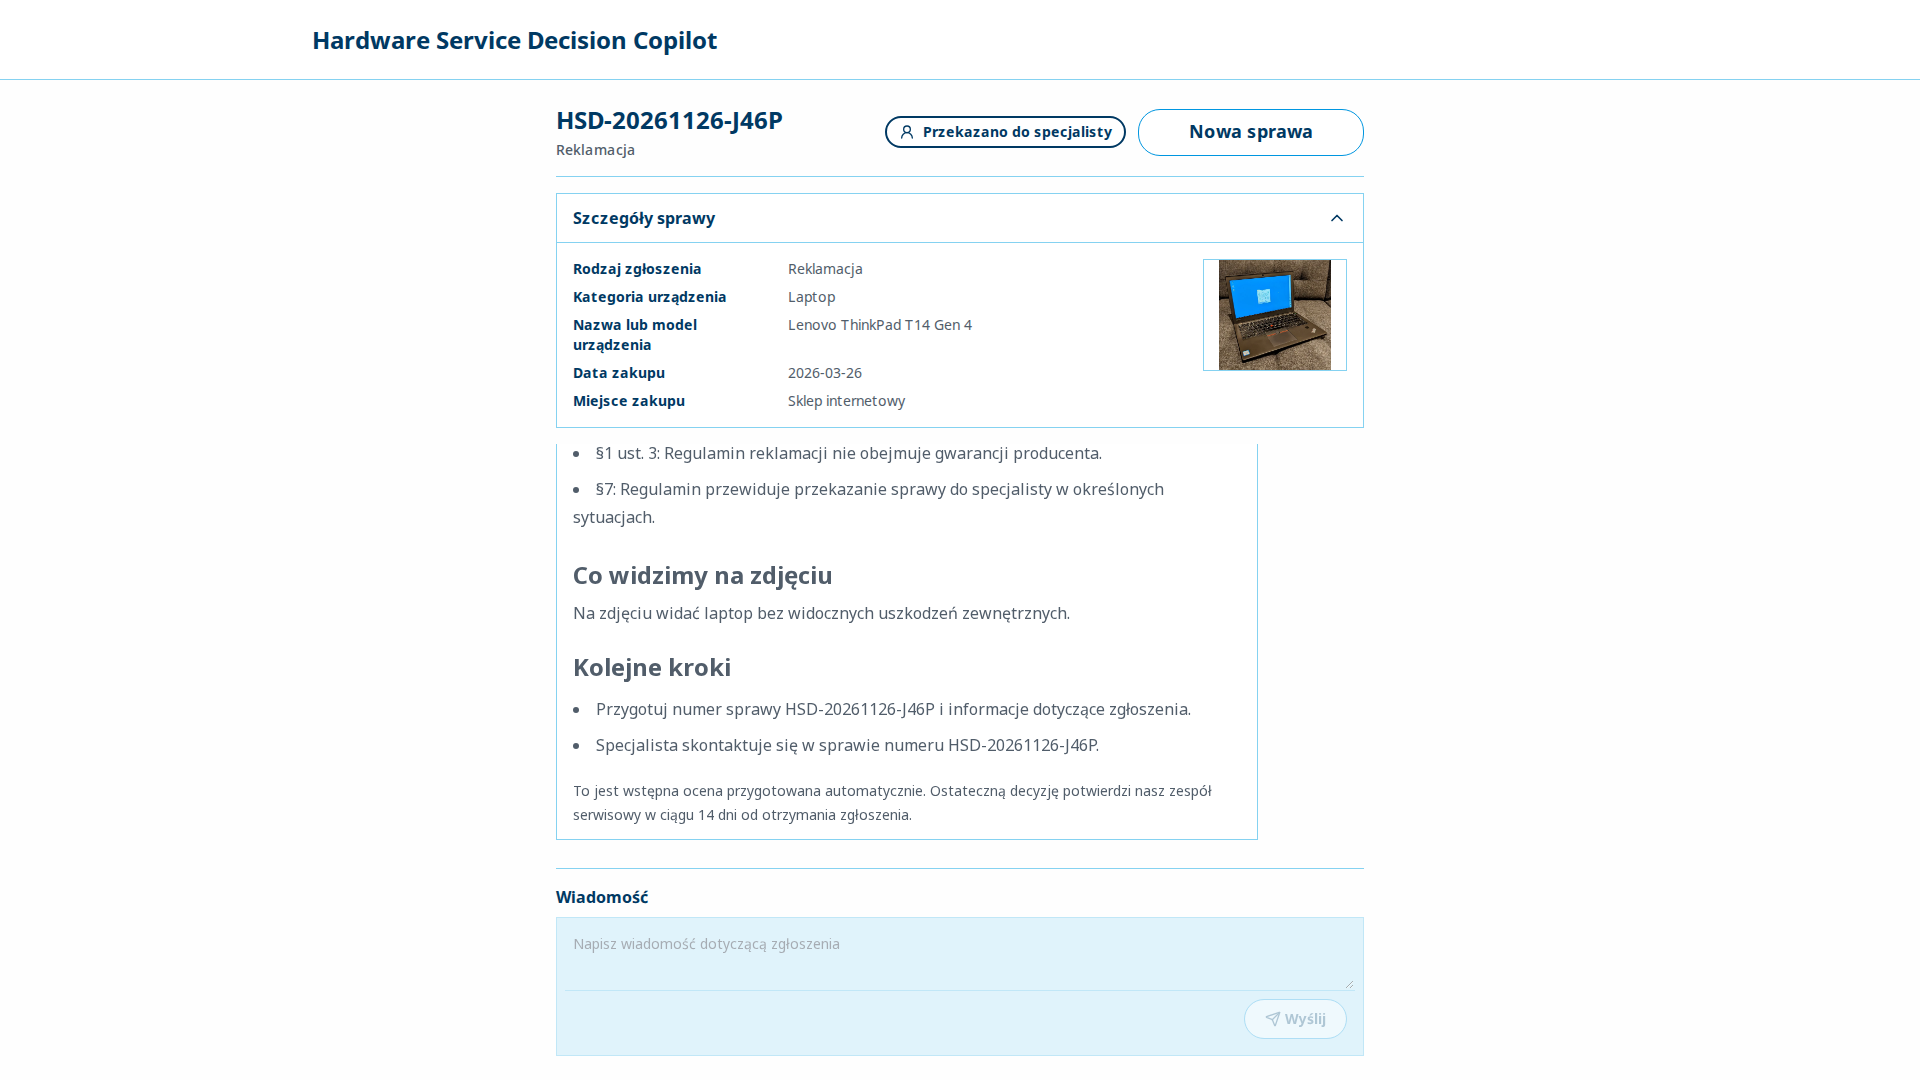 Hardware Service Decision Copilot
HSD-20261126-J46P
Reklamacja
Przekazano do specjalisty
Nowa sprawa
Szczegóły sprawy
Rodzaj zgłoszenia
Reklamacja
Kategoria urządzenia
Laptop
Nazwa lub model
urządzenia
Lenovo ThinkPad T14 Gen 4
Data zakupu
2026-03-26
Miejsce zakupu
Sklep internetowy
• §1 ust. 3: Regulamin reklamacji nie obejmuje gwarancji producenta.
• §7: Regulamin przewiduje przekazanie sprawy do specjalisty w określonych
sytuacjach.
Co widzimy na zdjęciu
Na zdjęciu widać laptop bez widocznych uszkodzeń zewnętrznych.
Kolejne kroki
• Przygotuj numer sprawy HSD-20261126-J46P i informacje dotyczące zgłoszenia.
• Specjalista skontaktuje się w sprawie numeru HSD-20261126-J46P.
To jest wstępna ocena przygotowana automatycznie. Ostateczną decyzję potwierdzi nasz zespół
serwisowy w ciągu 14 dni od otrzymania zgłoszenia.
Wiadomość
Napisz wiadomość dotyczącą zgłoszenia
Wyślij